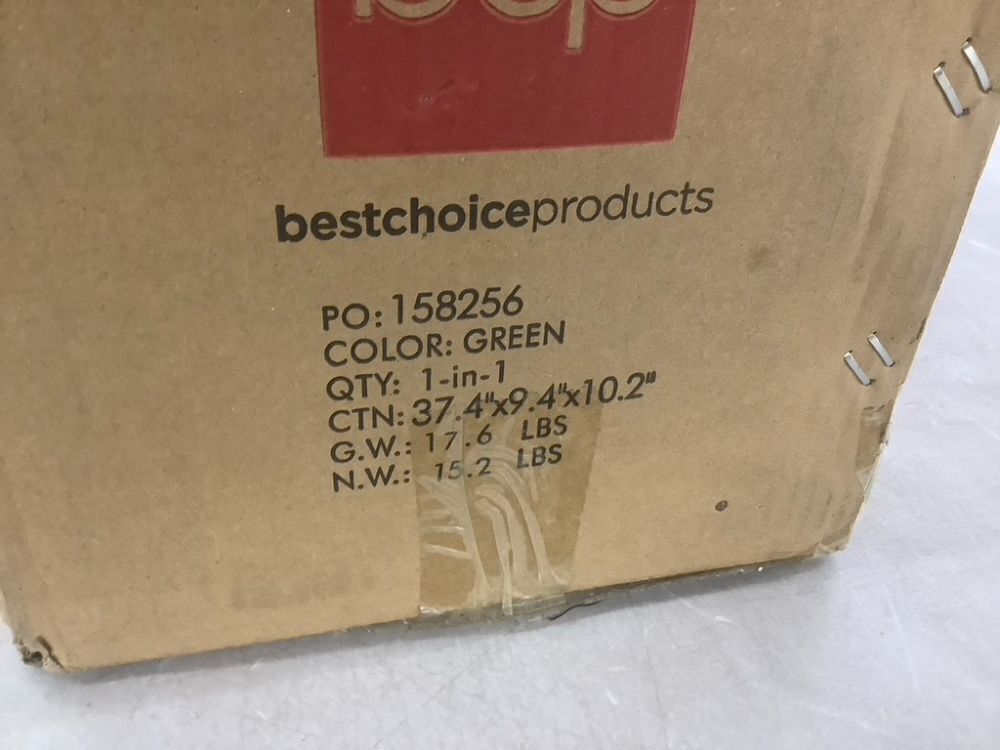 bcp
bestchoiceproducts
PO: 158256
COLOR: GREEN
QTY: 1-in-1
CTN: 37.4"x9.4"x10.2"
G.W.: 17.6 LBS
N.W.: 15.2 LBS